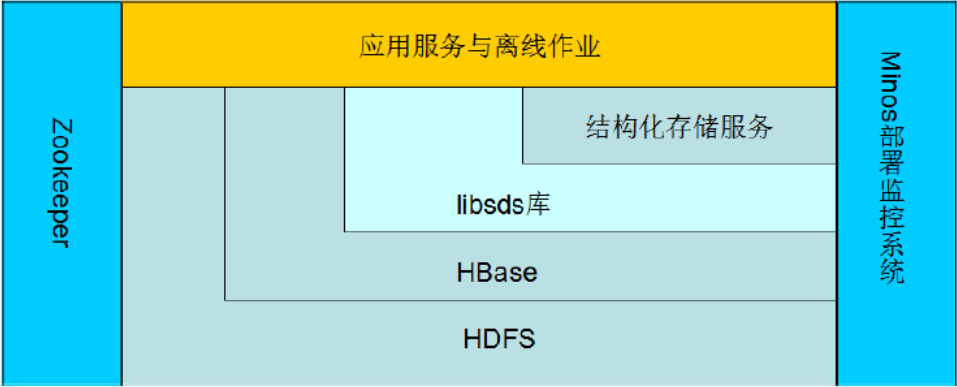 应用服务与离线作业
Zookeeper
结构化存储服务
libsds库
HBase
HDFS
Minos部署监控系统